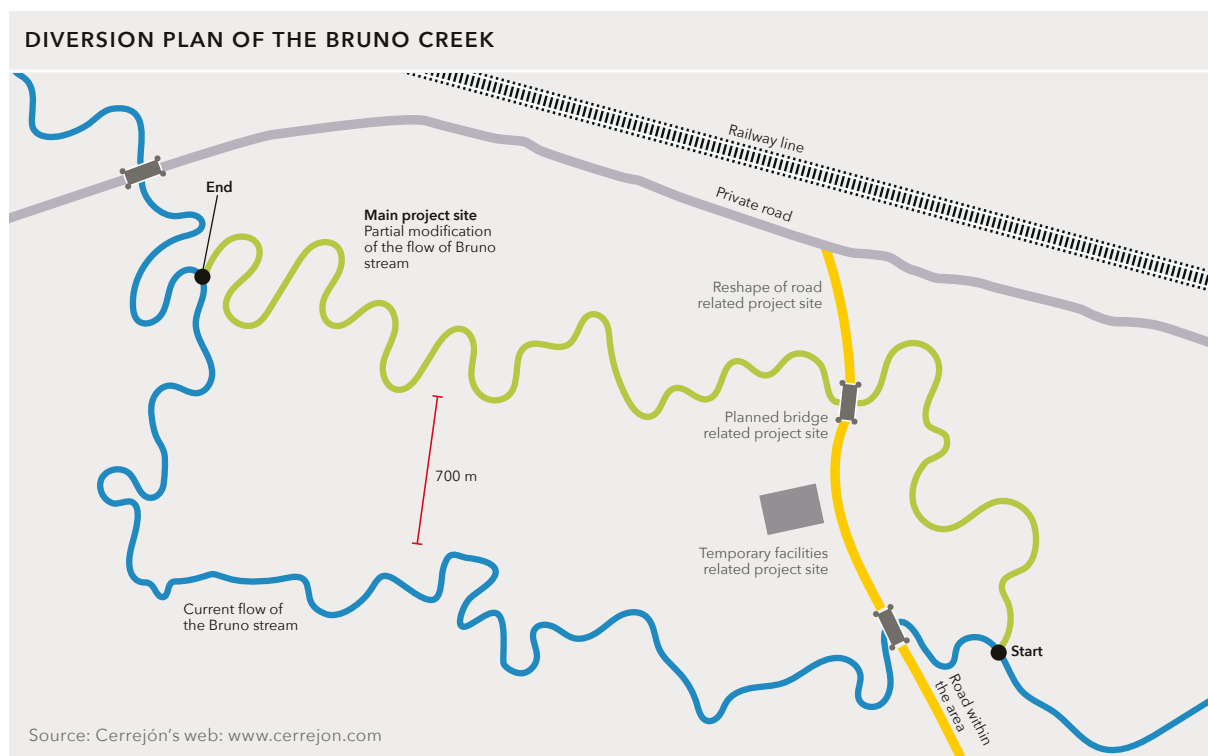 DIVERSION PLAN OF THE BRUNO CREEK
Railway line
Private road
End
Main project site
Partial modification
of the flow of Bruno
stream
Reshape of road
related project site
Planned bridge
related project site
700 m
Temporary facilities
related project site
Current flow of
the Bruno stream
Start
Road within
the area
Source: Cerrejón's web: www.cerrejon.com